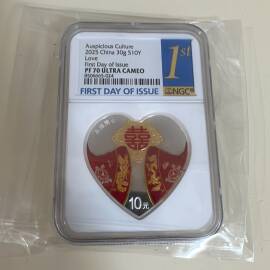 Auspicious Culture
2025 China 30g S10Y
Love
First Day of Issue
PF 70 ULTRA CAMEO
1st
FIRST DAY OF ISSUE
NGC
囍
10元